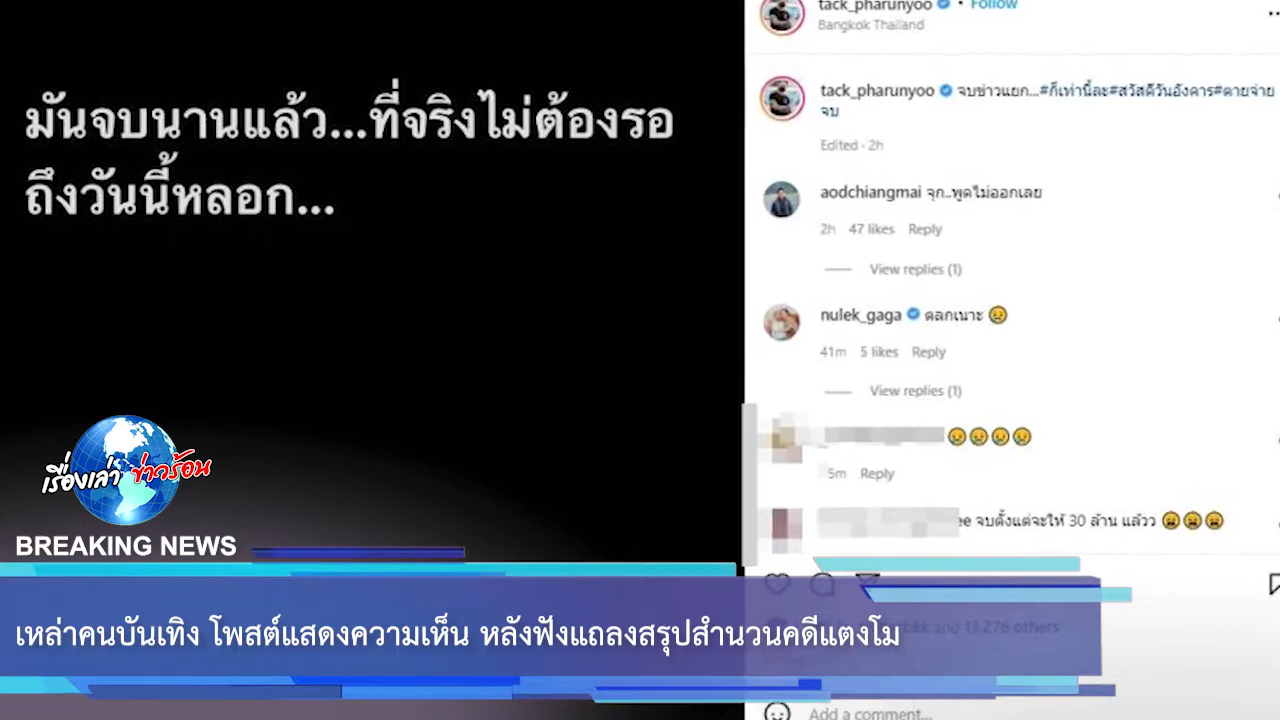 tack_pharunyoo • Follow
Bangkok Thailand
มันจบนานแล้ว...ที่จริงไม่ต้องรอ
ถึงวันนี้หลอก...
tack_pharunyoo จบข่าวแยก...#ก็เท่านี้ละ#สวัสดีวันอังคาร#ตายจ่าย
จบ
Edited · 2h
aodchiangmai จุก..พูดไม่ออกเลย
2h 47 likes Reply
View replies (1)
nulek_gaga ตลกเนาะ 😢
41m 5 likes Reply
View replies (1)
😢😢😢😢
5m Reply
ee จบตั้งแต่จะให้ 30 ล้าน แล้วว 😩😩😩
เรื่องเล่า ข่าวร้อน
BREAKING NEWS
เหล่าคนบันเทิง โพสต์แสดงความเห็น หลังฟังแถลงสรุปสำนวนคดีแตงโม
and 13,276 others
Add a comment...